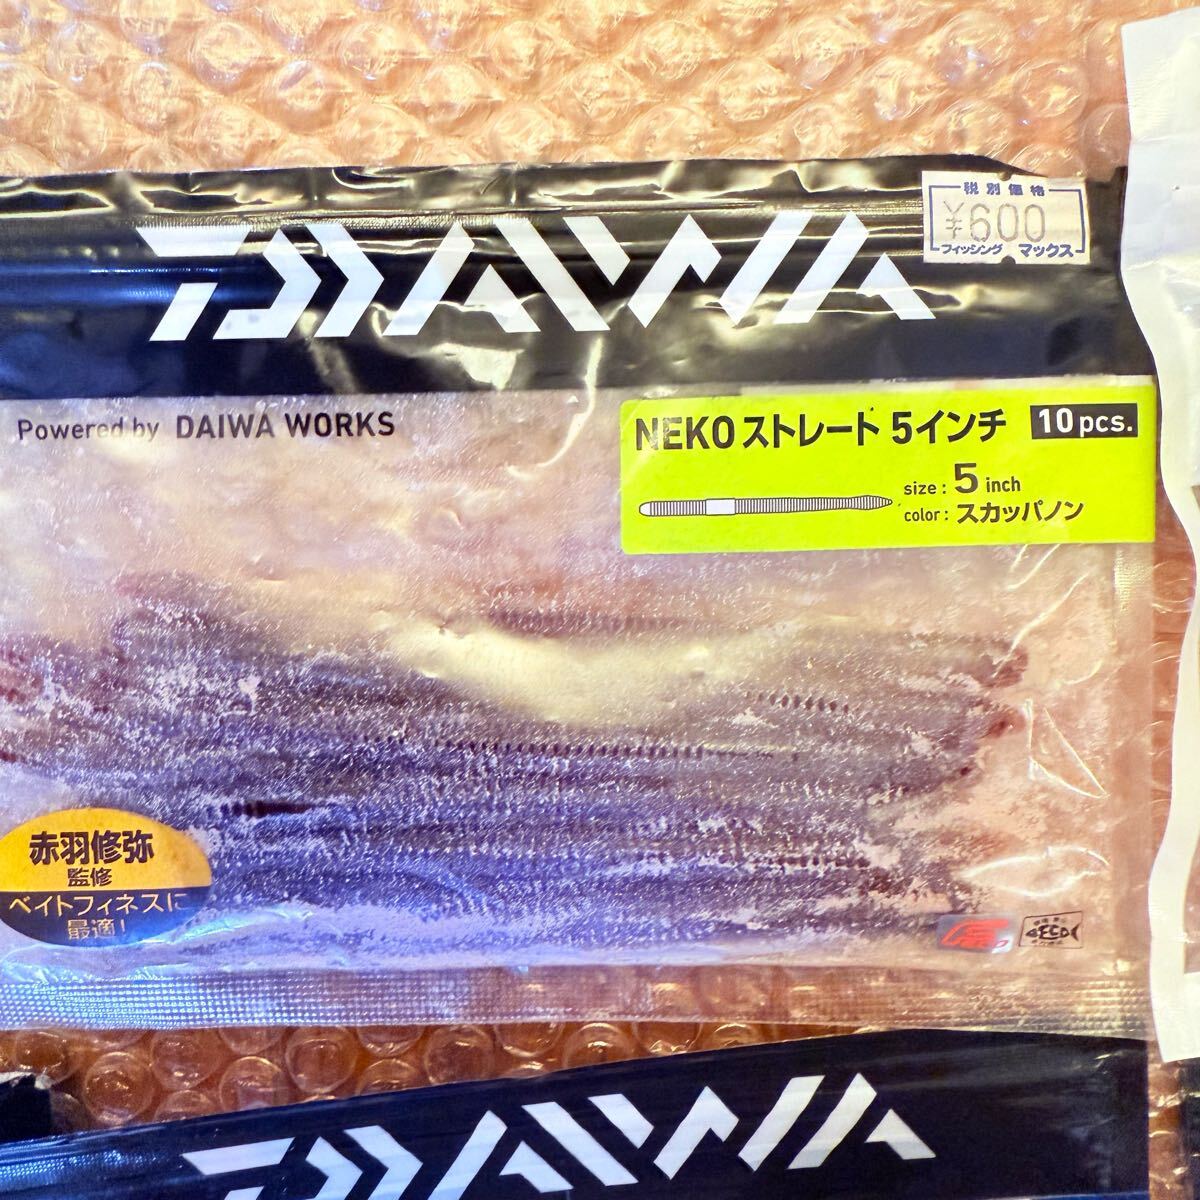 税別価格
¥600
フィッシング マックス
DAIWA
Powered by DAIWA WORKS
NEKOストレート 5インチ 10pcs.
size: 5 inch
color: スカッパノン
赤羽修弥
監修
ベイトフィネスに
最適!
ECO
DAIWA